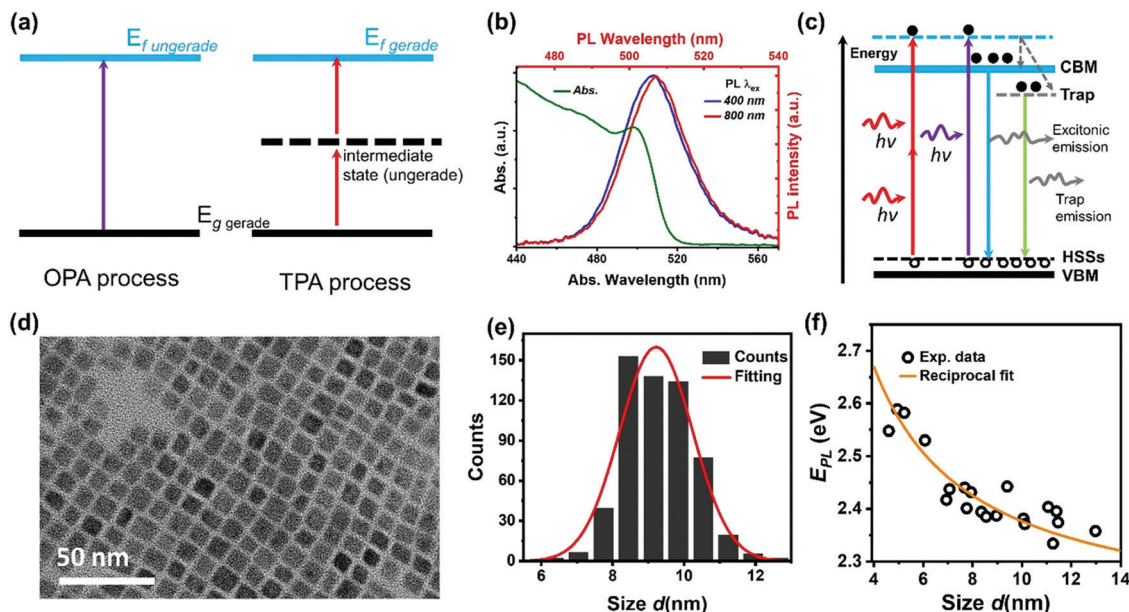 (a)
E_f ungerade
E_f gerade
intermediate
state (ungerade)
E_g gerade
OPA process
TPA process
(b)
PL Wavelength (nm)
480 500 520 540
Abs.
PL λ_ex
400 nm
800 nm
Abs. (a.u.)
PL intensity (a.u.)
440 480 520 560
Abs. Wavelength (nm)
(c)
Energy
CBM
Trap
hν
hν
Excitonic
emission
hν
Trap
emission
HSSs
VBM
(d)
50 nm
(e)
150
120
90
60
30
0
Counts
Counts
Fitting
6 8 10 12
Size d(nm)
(f)
2.7
2.6
2.5
2.4
2.3
E_PL (eV)
Exp. data
Reciprocal fit
4 6 8 10 12 14
Size d(nm)